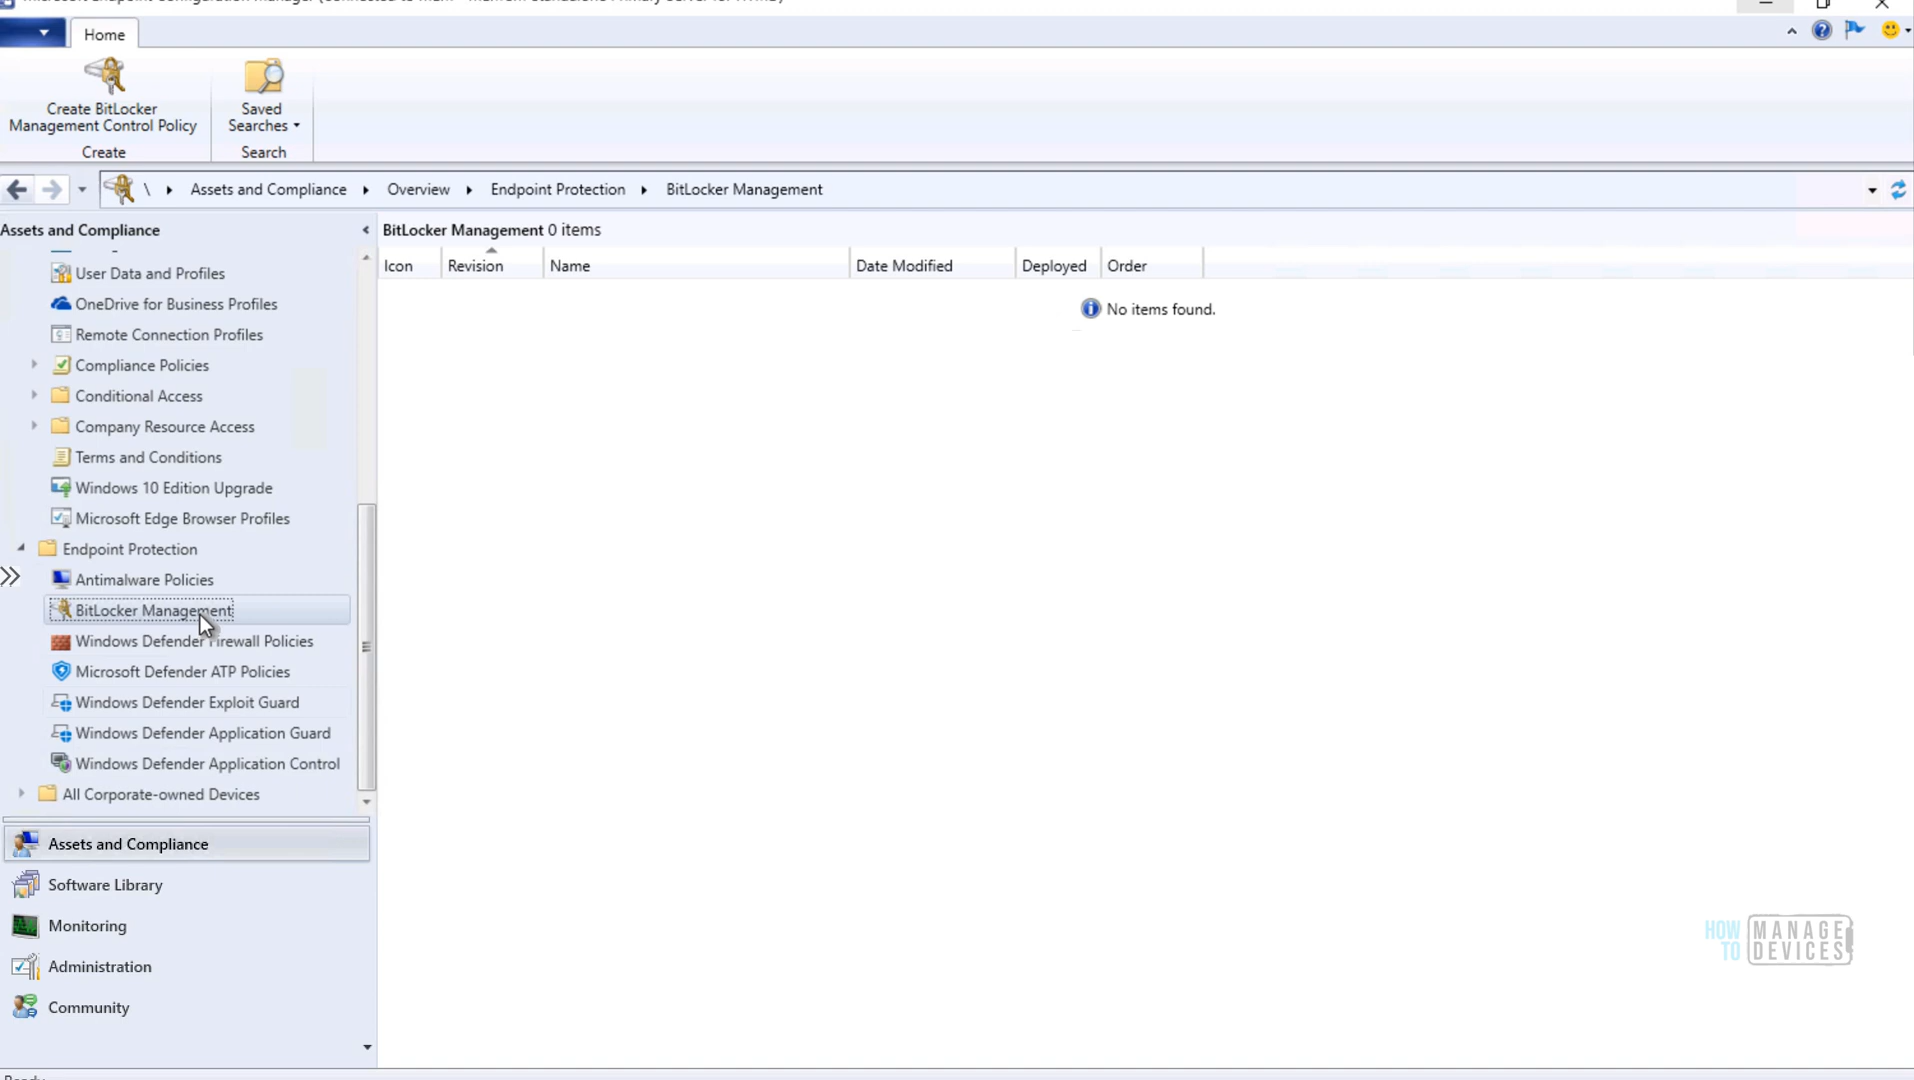 Home
Create BitLocker
Management Control Policy
Saved
Searches
Create
Search
\ Assets and Compliance Overview Endpoint Protection BitLocker Management
Assets and Compliance
BitLocker Management 0 items
Icon Revision Name Date Modified Deployed Order
No items found.
User Data and Profiles
OneDrive for Business Profiles
Remote Connection Profiles
Compliance Policies
Conditional Access
Company Resource Access
Terms and Conditions
Windows 10 Edition Upgrade
Microsoft Edge Browser Profiles
Endpoint Protection
Antimalware Policies
BitLocker Management
Windows Defender Firewall Policies
Microsoft Defender ATP Policies
Windows Defender Exploit Guard
Windows Defender Application Guard
Windows Defender Application Control
All Corporate-owned Devices
Assets and Compliance
Software Library
Monitoring
Administration
Community
HOW TO
MANAGE
DEVICES